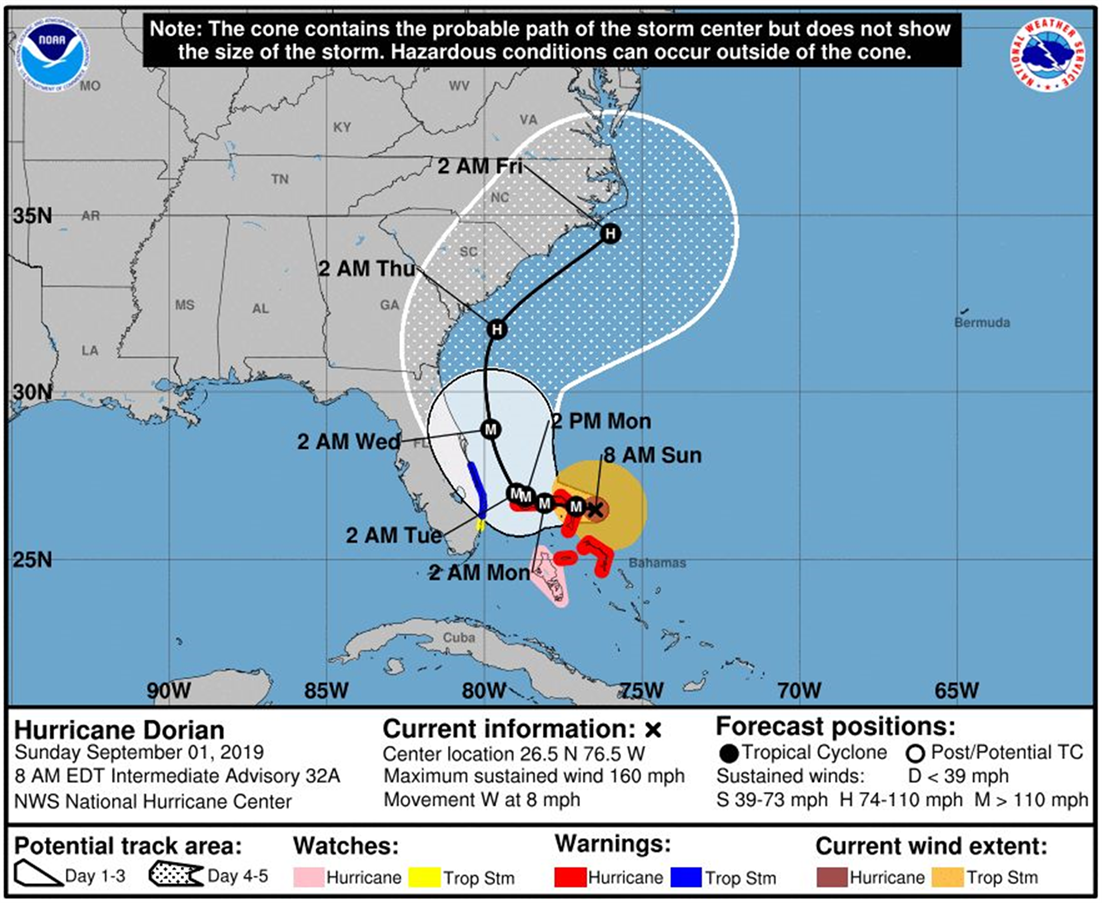 Note: The cone contains the probable path of the storm center but does not show
the size of the storm. Hazardous conditions can occur outside of the cone.
NOAA
NATIONAL WEATHER SERVICE
MO
WV
VA
KY
2 AM Fri
TN
NC
35N
AR
SC
2 AM Thu
MS
AL
GA
Bermuda
LA
30N
2 PM Mon
2 AM Wed
FL
8 AM Sun
2 AM Tue
25N
Bahamas
2 AM Mon
Cuba
90W
85W
80W
75W
70W
65W
H
H
M
M
M
M
M
Hurricane Dorian
Sunday September 01, 2019
8 AM EDT Intermediate Advisory 32A
NWS National Hurricane Center
Current information: x
Center location 26.5 N 76.5 W
Maximum sustained wind 160 mph
Movement W at 8 mph
Forecast positions:
Tropical Cyclone
Post/Potential TC
Sustained winds:
D < 39 mph
S 39-73 mph H 74-110 mph M > 110 mph
Potential track area:
Day 1-3
Day 4-5
Watches:
Hurricane
Trop Stm
Warnings:
Hurricane
Trop Stm
Current wind extent:
Hurricane
Trop Stm